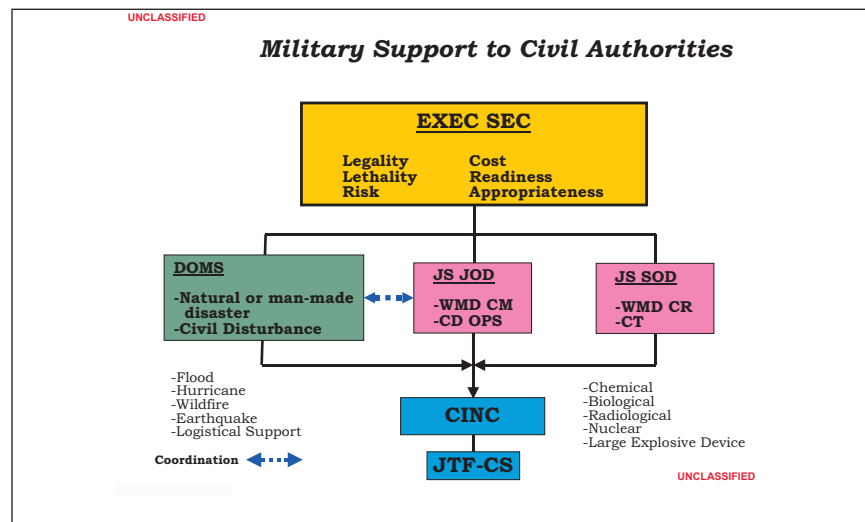 UNCLASSIFIED
Military Support to Civil Authorities
EXEC SEC
Legality Cost
Lethality Readiness
Risk Appropriateness
DOMS
-Natural or man-made
disaster
-Civil Disturbance
JS JOD
-WMD CM
-CD OPS
JS SOD
-WMD CR
-CT
-Flood
-Hurricane
-Wildfire
-Earthquake
-Logistical Support
Coordination
CINC
JTF-CS
-Chemical
-Biological
-Radiological
-Nuclear
-Large Explosive Device
UNCLASSIFIED